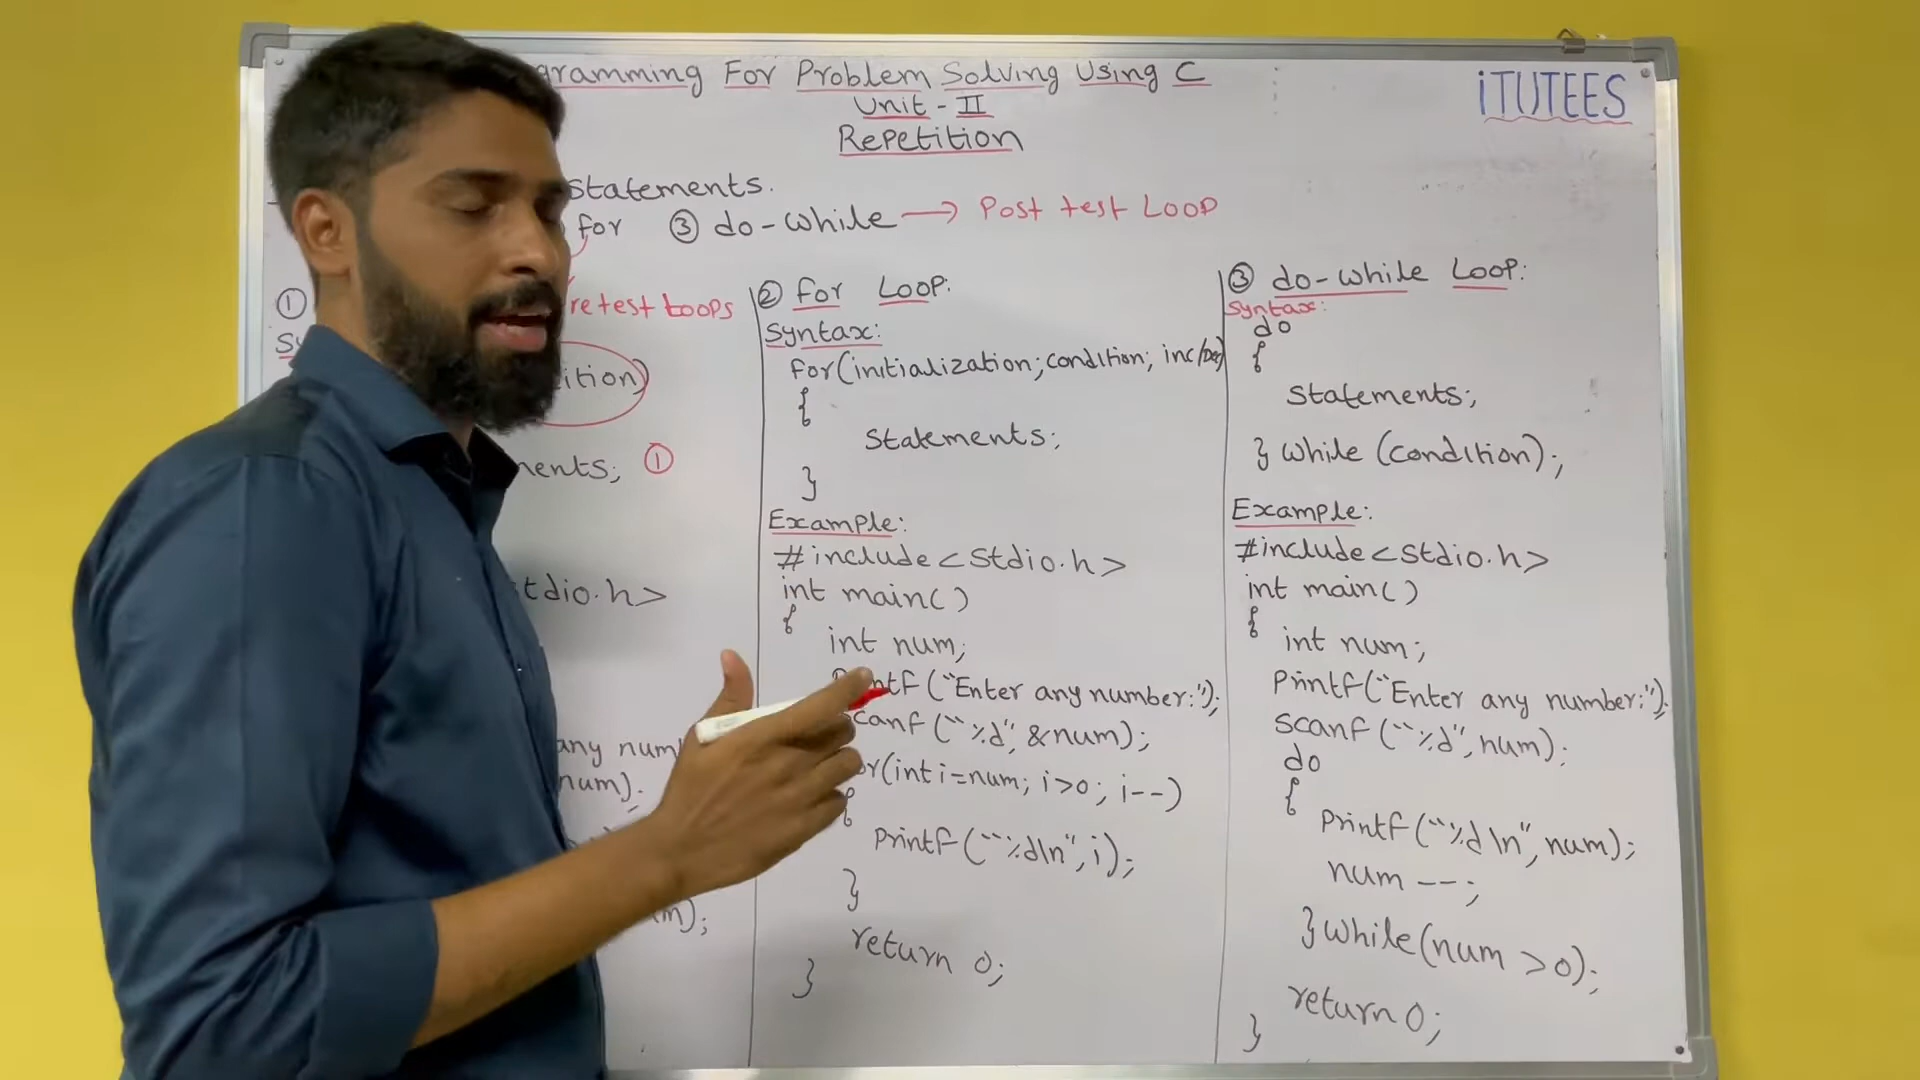 gramming For Problem Solving Using C
iTUTEES
Unit - II
Repetition
Statements.
for ③ do-while → Post test Loop
①
retest Loops
ition)
ments; ①
tdio.h>
any num
num);
m);
② for Loop:
Syntax:
for(initialization; condition; inc/Dec)
{
Statements;
}
Example:
#include<stdio.h>
int main()
{
int num;
Printf("Enter any number:");
scanf("%d", &num);
for(int i=num; i>0; i--)
{
Printf("%d\n", i);
}
return 0;
}
③ do-while Loop:
Syntax:
do
{
Statements;
} while (condition);
Example:
#include<stdio.h>
int main()
{
int num;
Printf("Enter any number:");
scanf("%d", num);
do
{
Printf("%d\n", num);
num --;
} while(num >0);
return 0;
}